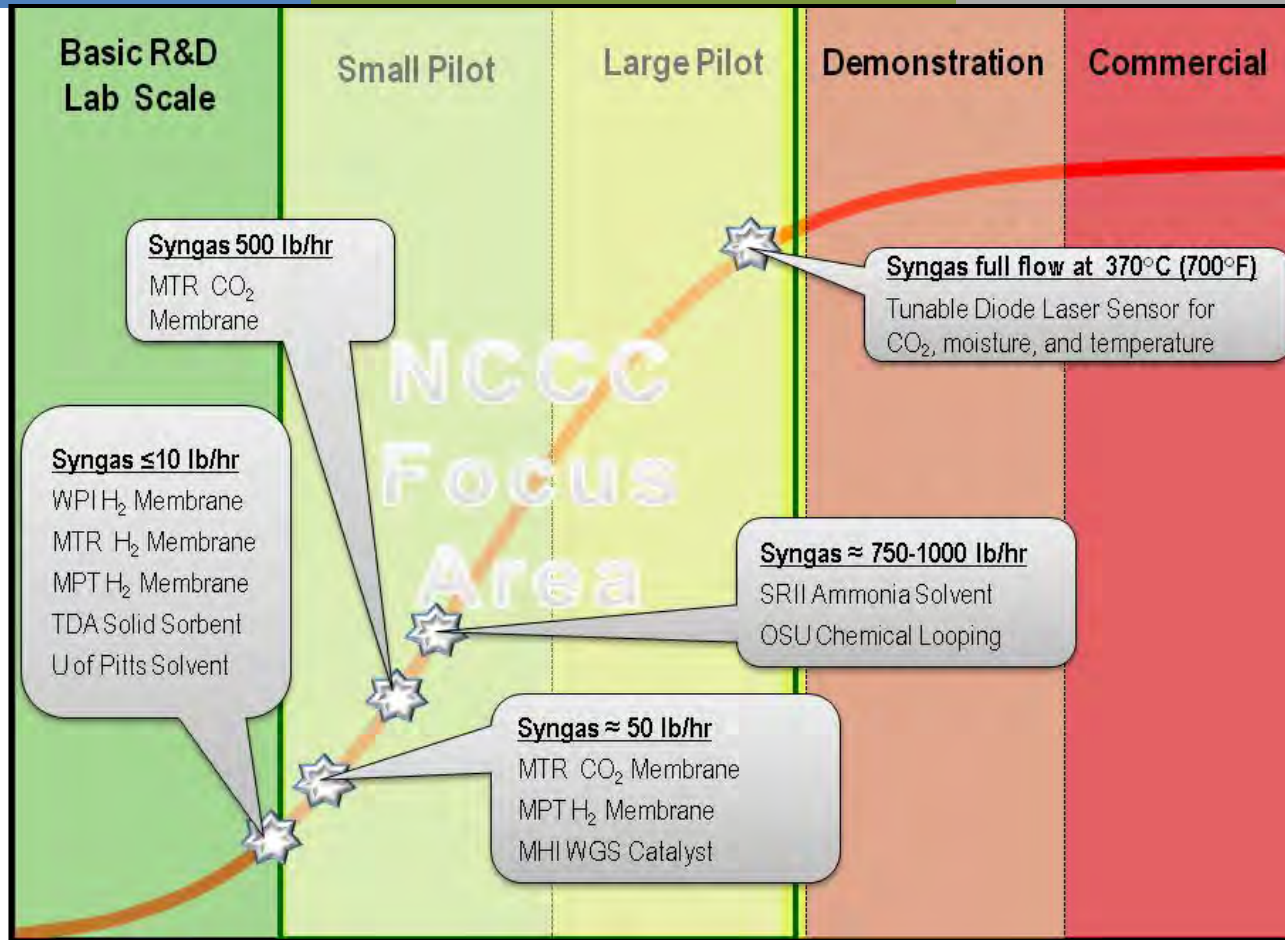 Basic R&D
Lab Scale
Small Pilot
Large Pilot
Demonstration
Commercial
Syngas 500 lb/hr
MTR CO₂
Membrane
Syngas full flow at 370°C (700°F)
Tunable Diode Laser Sensor for
CO₂, moisture, and temperature
NCCC
Focus
Area
Syngas ≤10 lb/hr
WPI H₂ Membrane
MTR H₂ Membrane
MPT H₂ Membrane
TDA Solid Sorbent
U of Pitts Solvent
Syngas ≈ 750-1000 lb/hr
SRII Ammonia Solvent
OSU Chemical Looping
Syngas ≈ 50 lb/hr
MTR CO₂ Membrane
MPT H₂ Membrane
MHI WGS Catalyst